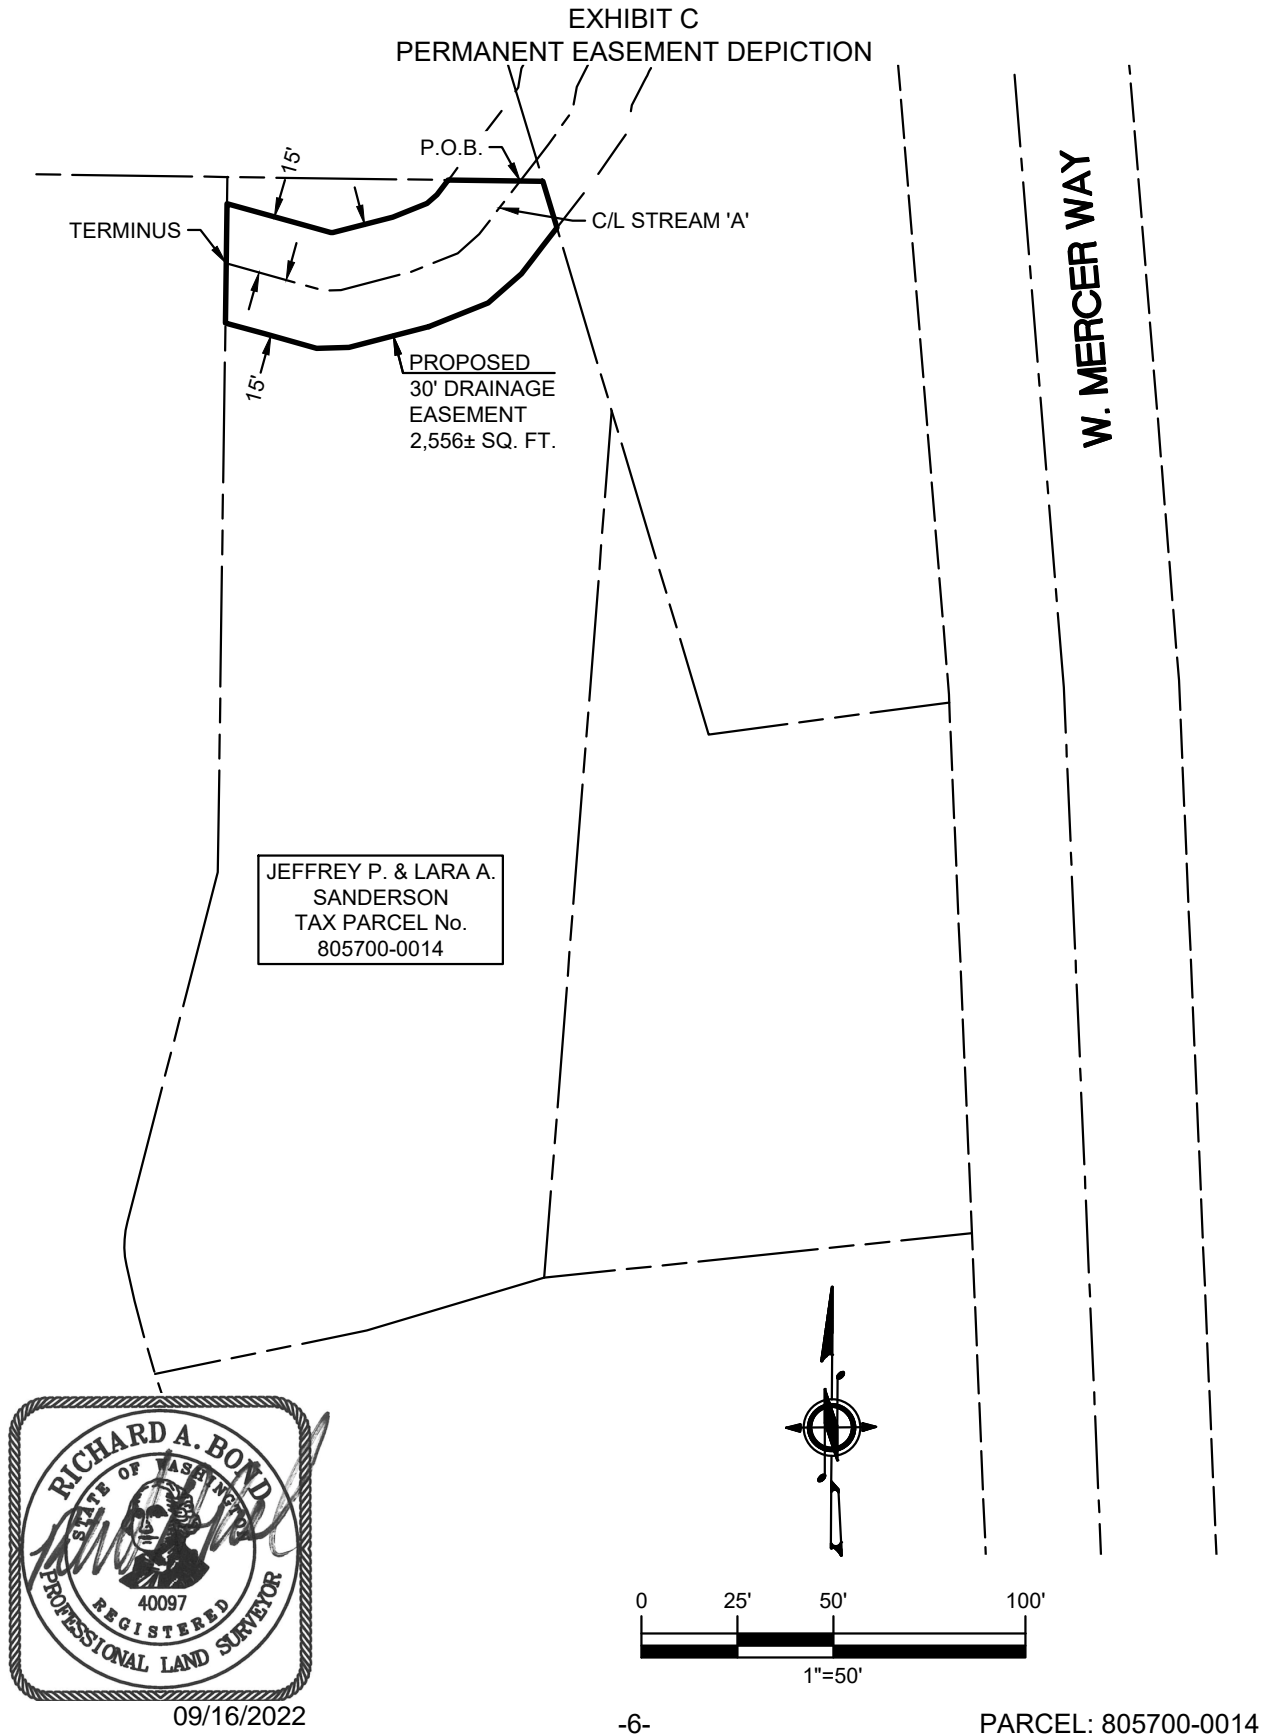 EXHIBIT C
PERMANENT EASEMENT DEPICTION
15'
P.O.B.
C/L STREAM 'A'
TERMINUS
W. MERCER WAY
15'
PROPOSED
30' DRAINAGE
EASEMENT
2,556± SQ. FT.
JEFFREY P. & LARA A.
SANDERSON
TAX PARCEL No.
805700-0014
RICHARD A. BOND
STATE OF WASHINGTON
40097
REGISTERED
PROFESSIONAL LAND SURVEYOR
09/16/2022
0 25' 50' 100'
1"=50'
-6-
PARCEL: 805700-0014